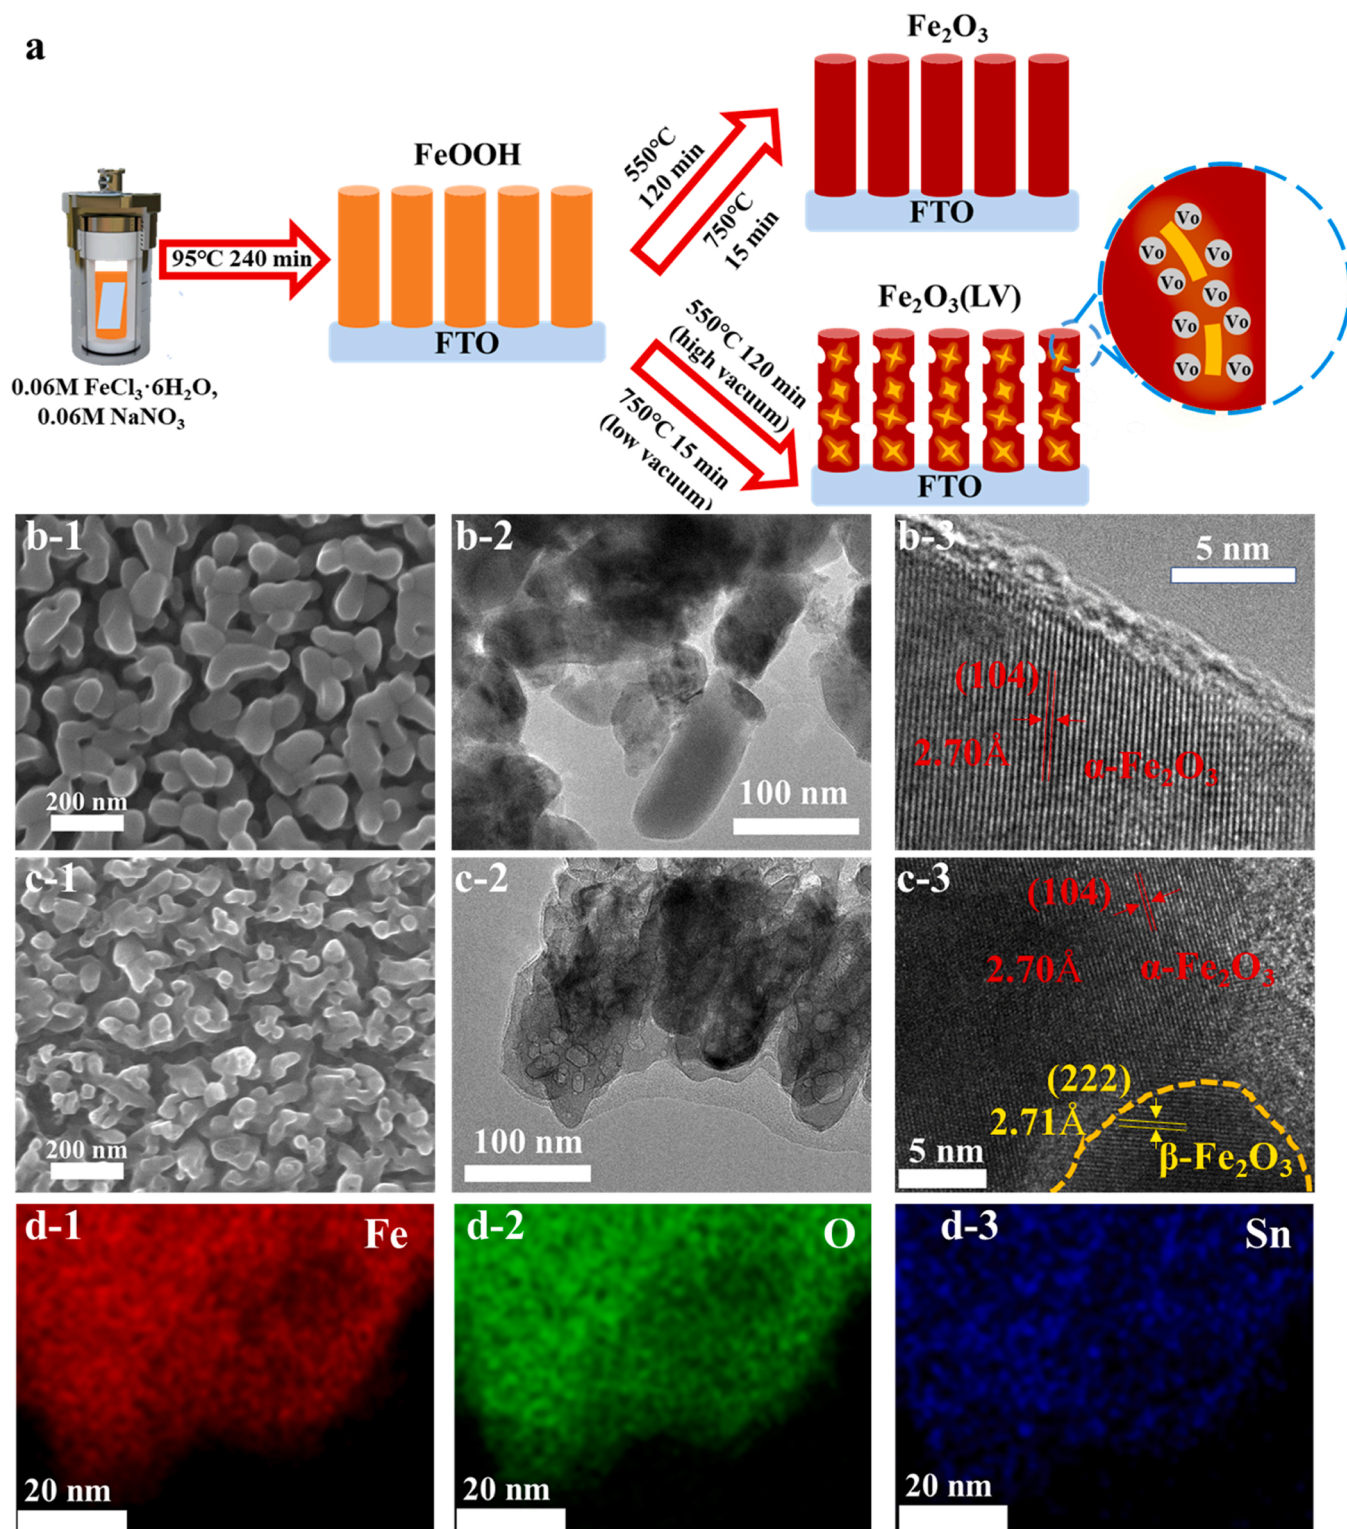 a
Fe₂O₃
550℃
120 min
750℃
15 min
FTO
FeOOH
95℃ 240 min
FTO
0.06M FeCl₃·6H₂O,
0.06M NaNO₃
Fe₂O₃(LV)
550℃ 120 min
(high vacuum)
750℃ 15 min
(low vacuum)
FTO
Vo
Vo
Vo
Vo
Vo
Vo
Vo
Vo
Vo
b-1
200 nm
b-2
100 nm
b-3
5 nm
(104)
2.70Å
α-Fe₂O₃
c-1
200 nm
c-2
100 nm
c-3
(104)
2.70Å
α-Fe₂O₃
(222)
2.71Å
β-Fe₂O₃
5 nm
d-1
Fe
20 nm
d-2
O
20 nm
d-3
Sn
20 nm